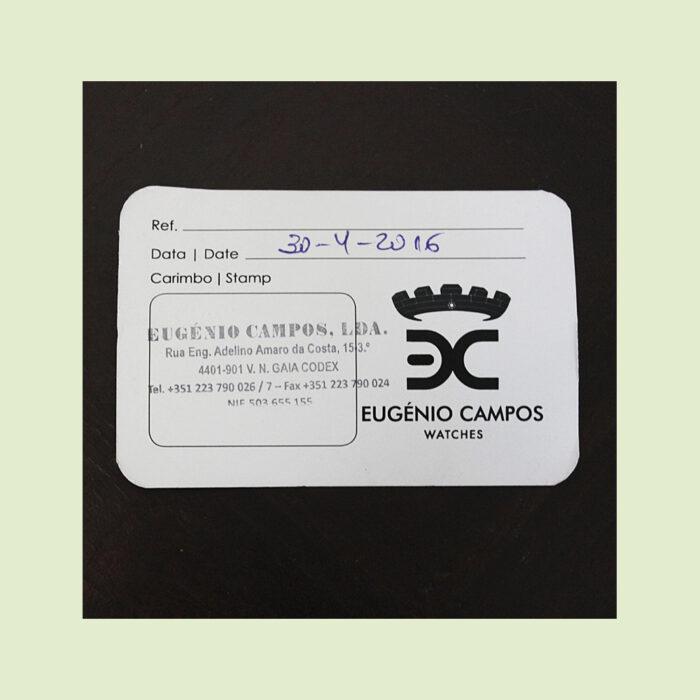 Ref.
Data | Date 30-4-2016
Carimbo | Stamp
EUGÉNIO CAMPOS, LDA.
Rua Eng. Adelino Amaro da Costa, 15-3.º
4401-901 V. N. GAIA CODEX
Tel. +351 223 790 026 / 7 – Fax +351 223 790 024
NIF 503 655 155
EUGÉNIO CAMPOS
WATCHES